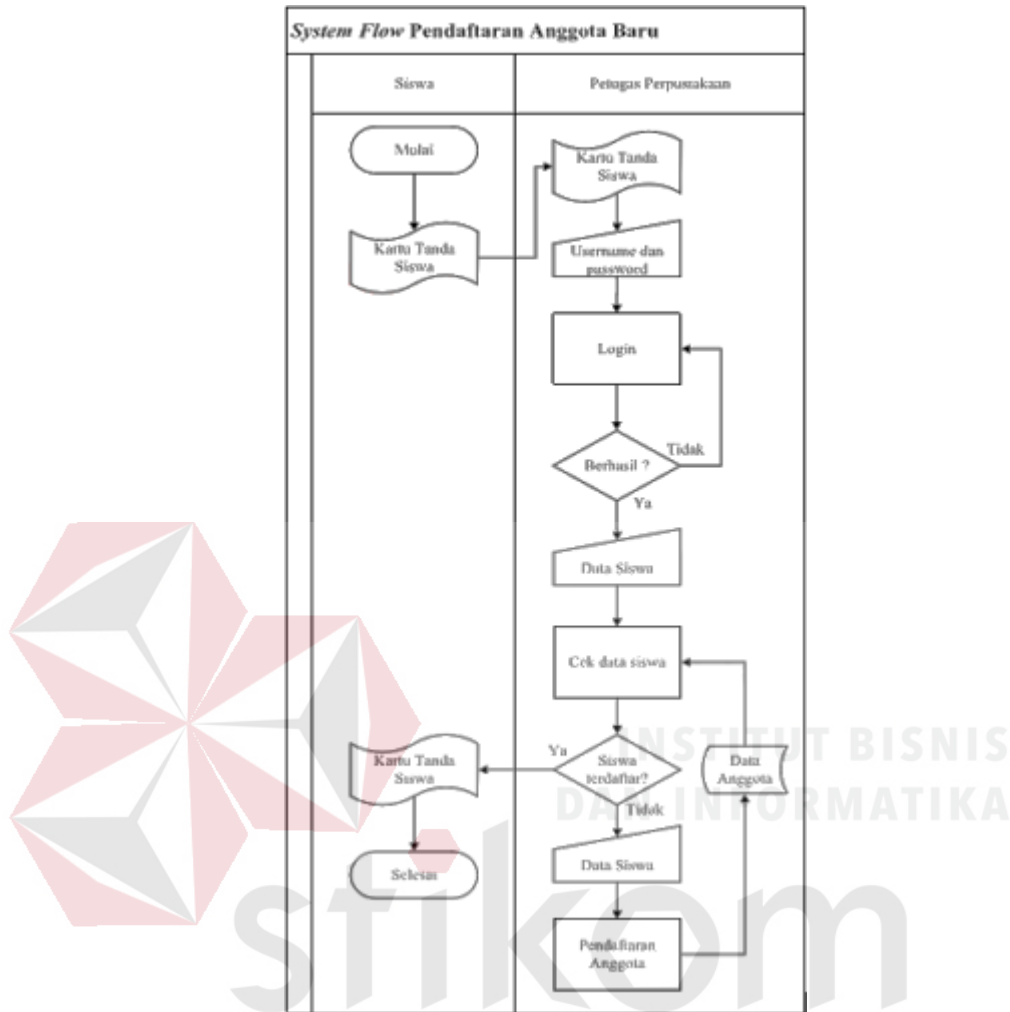 System Flow Pendaftaran Anggota Baru
Siswa
Petugas Perpustakaan
Mulai
Kartu Tanda
Siswa
Kartu Tanda
Siswa
Username dan
password
Login
Berhasil ?
Tidak
Ya
Data Siswa
Cek data siswa
Siswa
terdaftar?
Ya
Tidak
Data
Anggota
Kartu Tanda
Siswa
Selesai
Data Siswa
Pendaftaran
Anggota
INSTITUT BISNIS
DAN INFORMATIKA
stikom